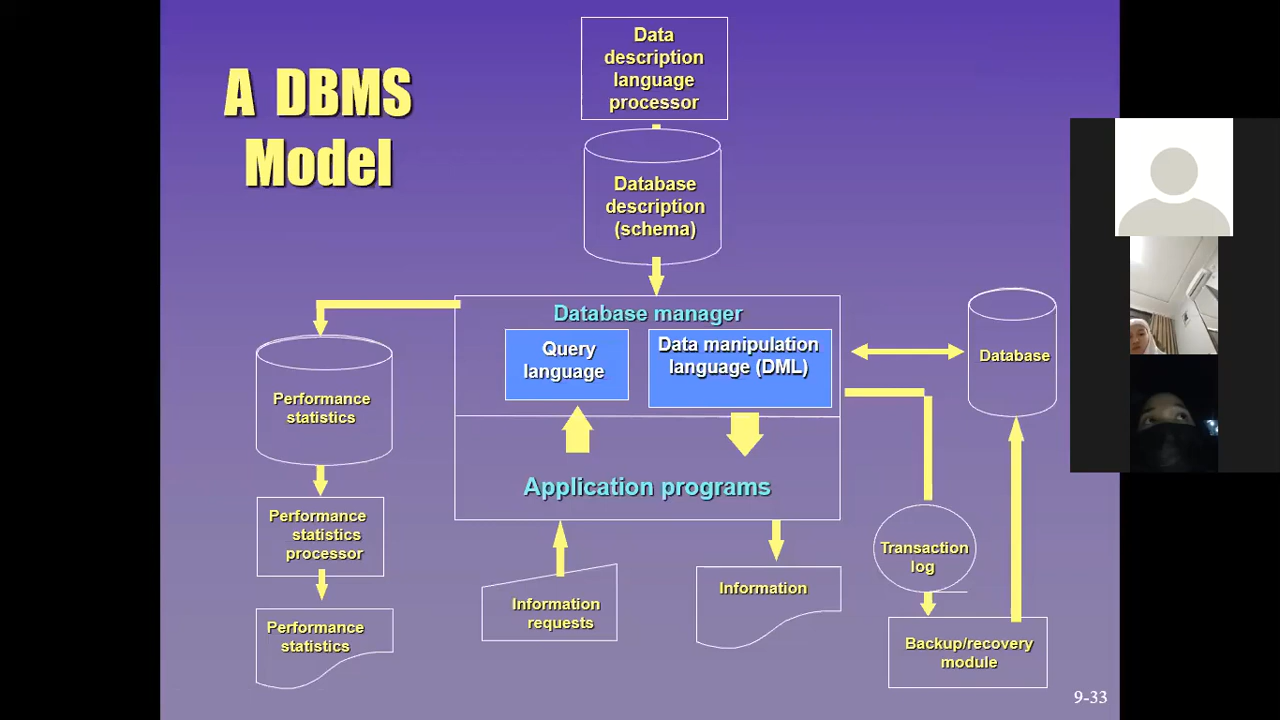 A DBMS
Model
Data
description
language
processor
Database
description
(schema)
Database manager
Query
language
Data manipulation
language (DML)
Database
Performance
statistics
Application programs
Performance
statistics
processor
Transaction
log
Information
requests
Information
Performance
statistics
Backup/recovery
module
9-33